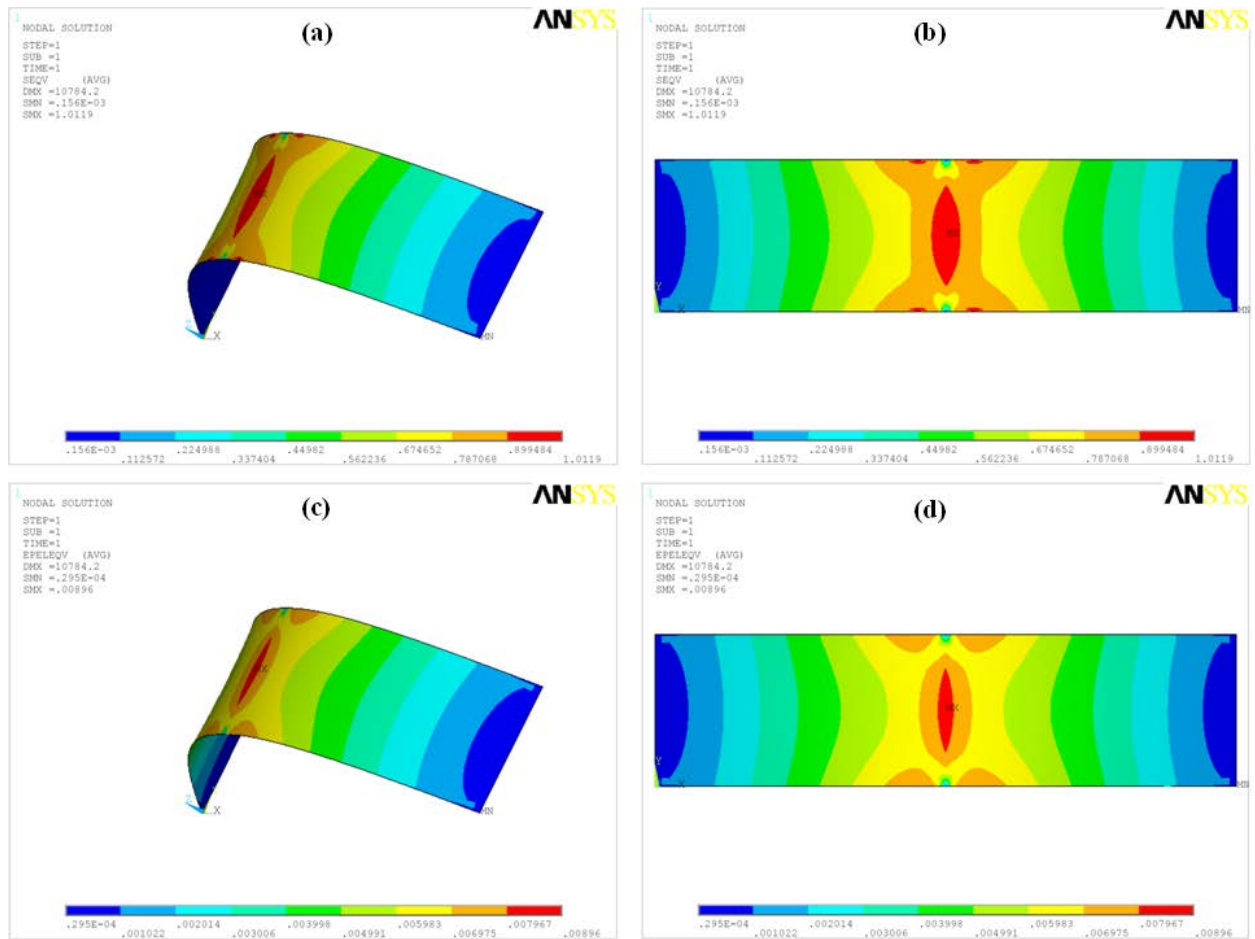 1
NODAL SOLUTION
(a)
ANSYS
STEP=1
SUB =1
TIME=1
SEQV (AVG)
DMX =10784.2
SMN =.156E-03
SMX =1.0119
MX
Z
X
MN
.156E-03 .224988 .44982 .674652 .899484
.112572 .337404 .562236 .787068 1.0119
1
NODAL SOLUTION
(b)
ANSYS
STEP=1
SUB =1
TIME=1
SEQV (AVG)
DMX =10784.2
SMN =.156E-03
SMX =1.0119
MX
Y
X
MN
.156E-03 .224988 .44982 .674652 .899484
.112572 .337404 .562236 .787068 1.0119
1
NODAL SOLUTION
(c)
ANSYS
STEP=1
SUB =1
TIME=1
EPELEQV (AVG)
DMX =10784.2
SMN =.295E-04
SMX =.00896
MX
Z
X
MN
.295E-04 .002014 .003998 .005983 .007967
.001022 .003006 .004991 .006975 .00896
1
NODAL SOLUTION
(d)
ANSYS
STEP=1
SUB =1
TIME=1
EPELEQV (AVG)
DMX =10784.2
SMN =.295E-04
SMX =.00896
MX
Y
X
MN
.295E-04 .002014 .003998 .005983 .007967
.001022 .003006 .004991 .006975 .00896